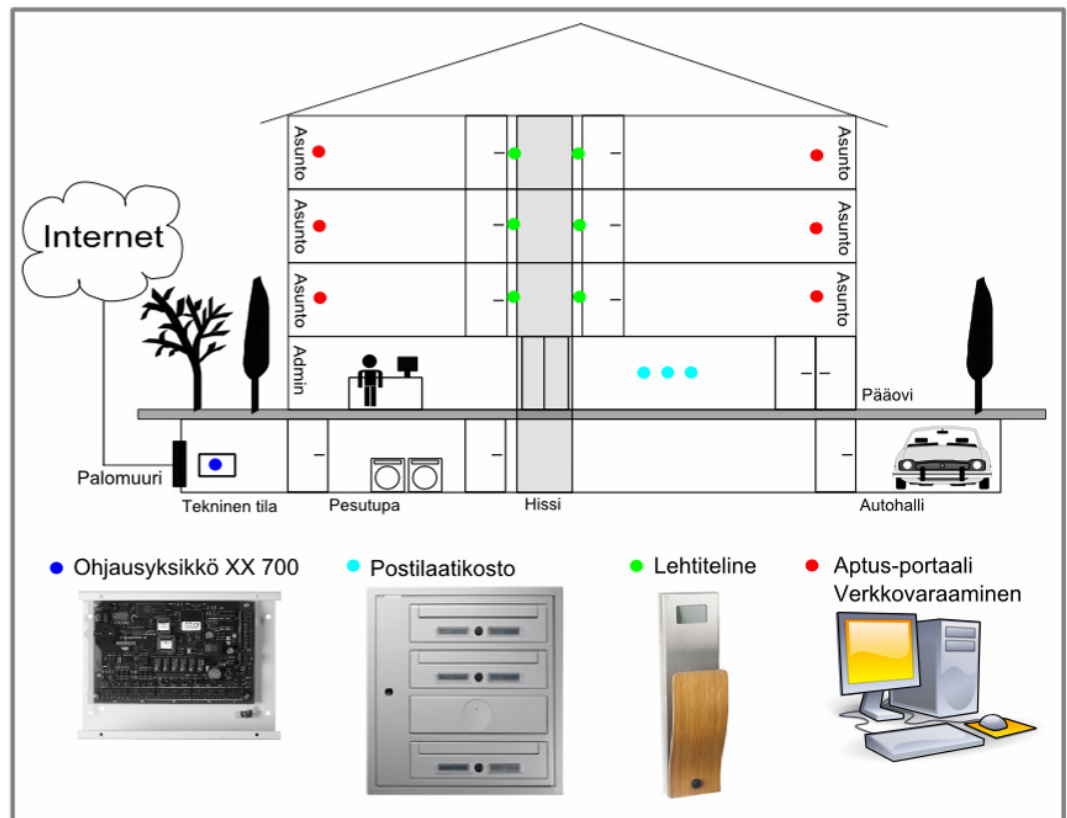 Asunto
Asunto
Asunto
Asunto
Internet
Asunto
Asunto
Admin
Pääovi
Palomuuri
Tekninen tila
Pesutupa
Hissi
Autohalli
Ohjausyksikkö XX 700
Postilaatikosto
Lehtiteline
Aptus-portaali
Verkkovaraaminen